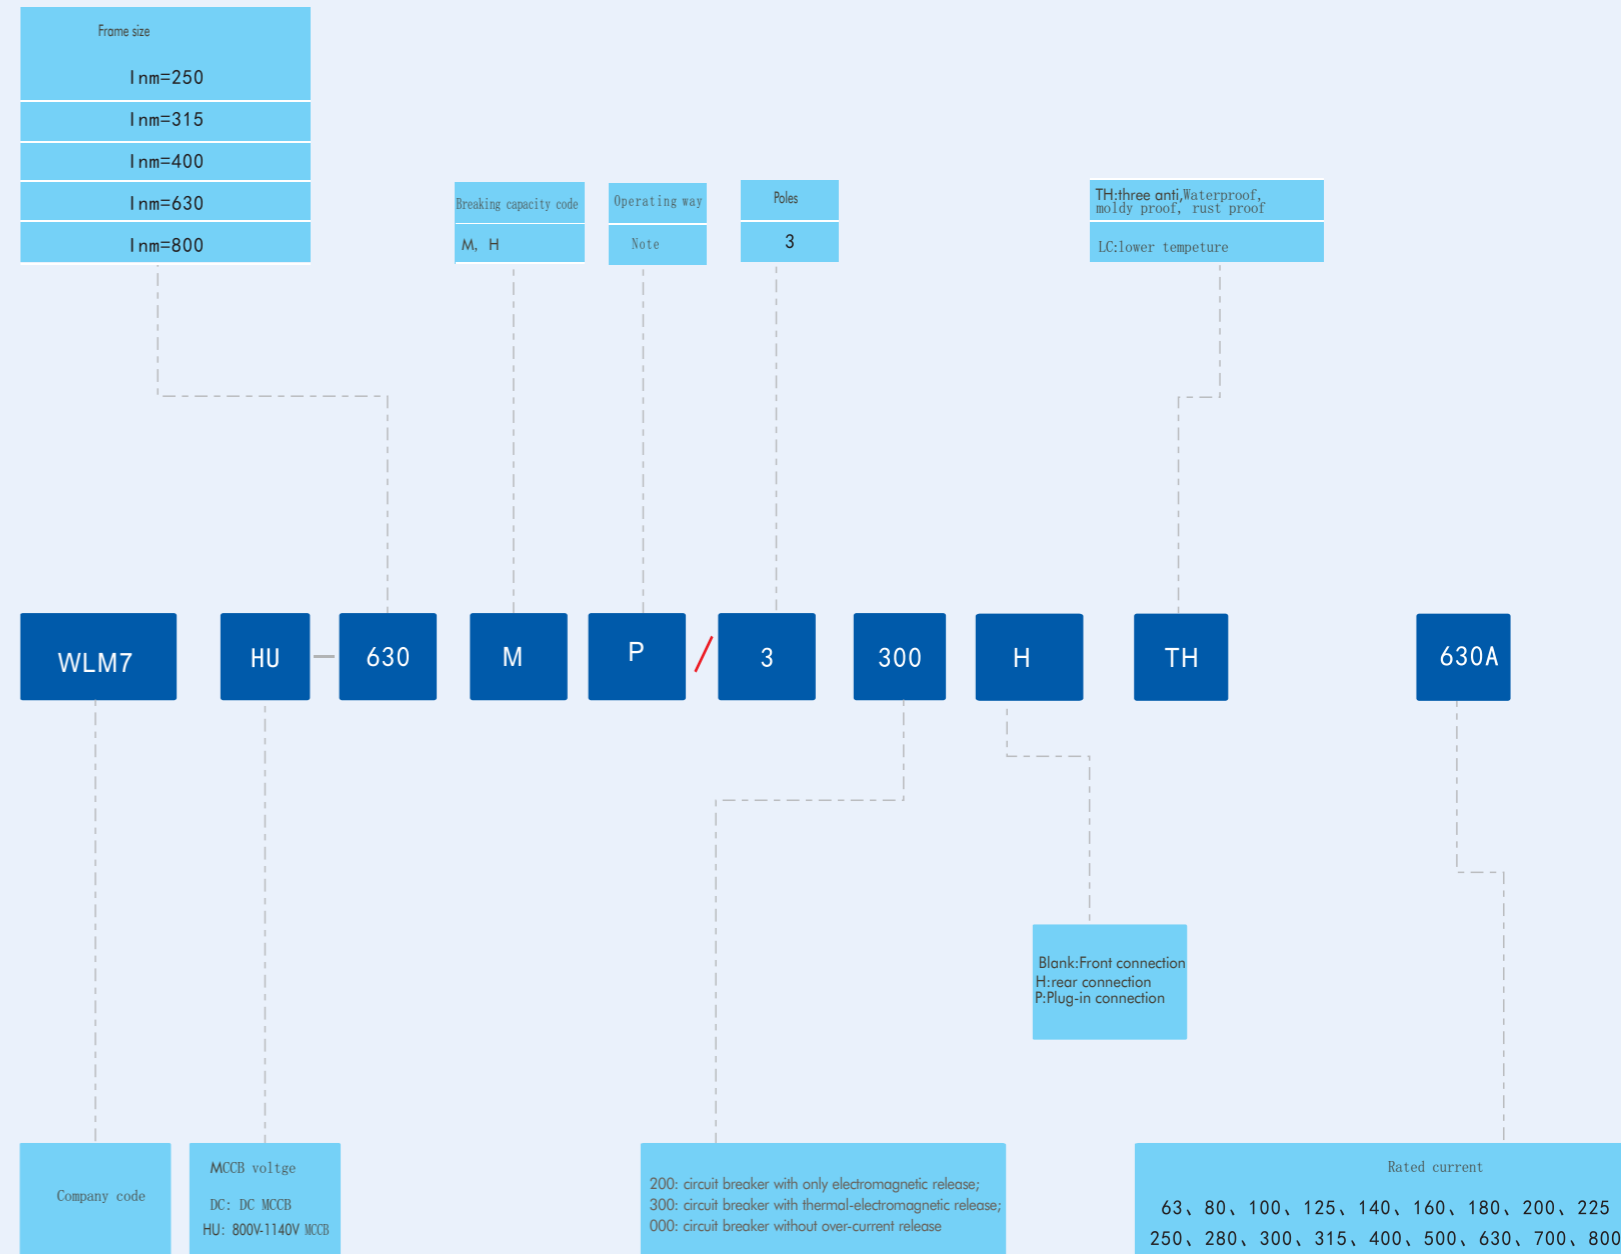 Frame size
Inm=250
Inm=315
Inm=400
Inm=630
Inm=800
Breaking capacity code
M, H
Operating way
Note
Poles
3
TH:three anti,Waterproof,
moldy proof, rust proof
LC:lower tempeture
WLM7 HU — 630 M P / 3 300 H TH 630A
Blank:Front connection
H:rear connection
P:Plug-in connection
Company code
MCCB voltge
DC: DC MCCB
HU: 800V-1140V MCCB
200: circuit breaker with only electromagnetic release;
300: circuit breaker with thermal-electromagnetic release;
000: circuit breaker without over-current release
Rated current
63、80、100、125、140、160、180、200、225
250、280、300、315、400、500、630、700、800